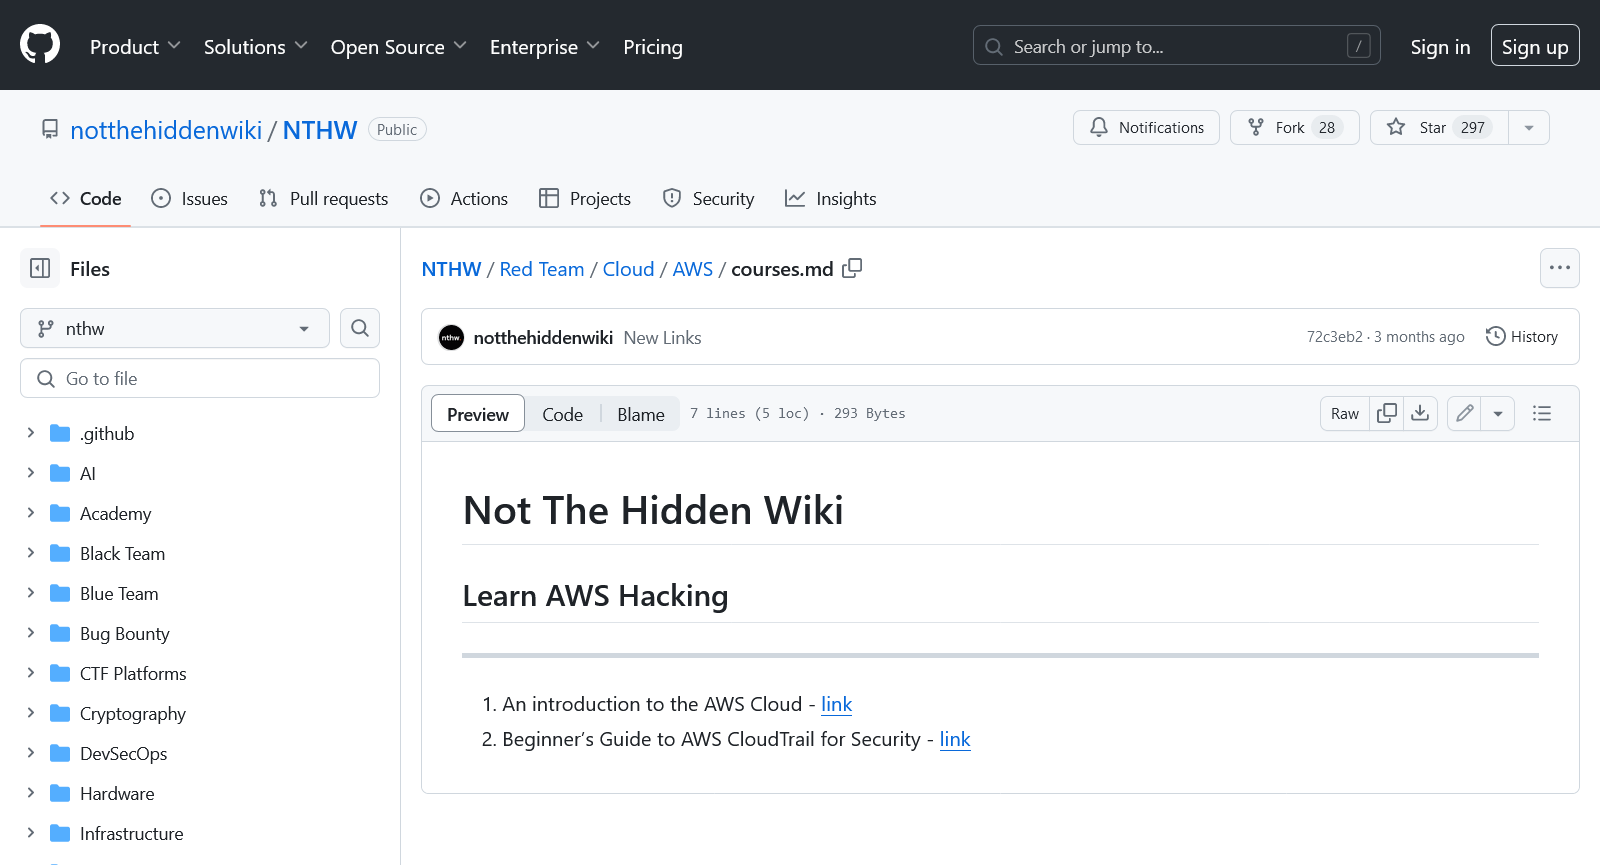 Product Solutions Open Source Enterprise Pricing Search or jump to... / Sign in Sign up
notthehiddenwiki / NTHW Public Notifications Fork 28 Star 297
Code Issues Pull requests Actions Projects Security Insights
Files
nthw
Go to file
.github
AI
Academy
Black Team
Blue Team
Bug Bounty
CTF Platforms
Cryptography
DevSecOps
Hardware
Infrastructure
NTHW / Red Team / Cloud / AWS / courses.md
nthw notthehiddenwiki New Links 72c3eb2 · 3 months ago History
Preview Code Blame 7 lines (5 loc) · 293 Bytes Raw
Not The Hidden Wiki
Learn AWS Hacking
1. An introduction to the AWS Cloud - link
2. Beginner’s Guide to AWS CloudTrail for Security - link